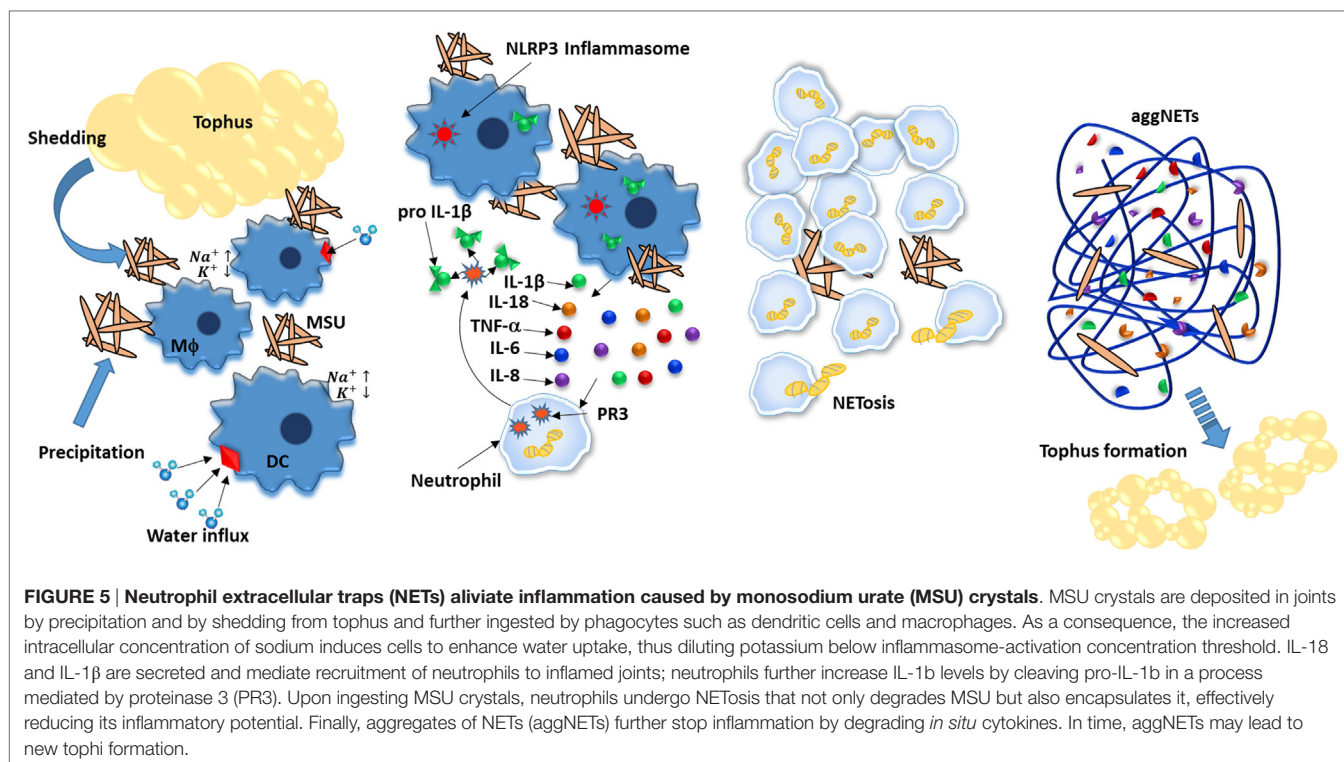 Tophus
Shedding
Na⁺ ↑
K⁺ ↓
MSU
Mϕ
Na⁺ ↑
K⁺ ↓
Precipitation
DC
Water influx
NLRP3 Inflammasome
pro IL-1β
IL-1β
IL-18
TNF-α
IL-6
IL-8
PR3
Neutrophil
NETosis
aggNETs
Tophus formation
FIGURE 5 | Neutrophil extracellular traps (NETs) aliviate inflammation caused by monosodium urate (MSU) crystals. MSU crystals are deposited in joints
by precipitation and by shedding from tophus and further ingested by phagocytes such as dendritic cells and macrophages. As a consequence, the increased
intracellular concentration of sodium induces cells to enhance water uptake, thus diluting potassium below inflammasome-activation concentration threshold. IL-18
and IL-1β are secreted and mediate recruitment of neutrophils to inflamed joints; neutrophils further increase IL-1b levels by cleaving pro-IL-1b in a process
mediated by proteinase 3 (PR3). Upon ingesting MSU crystals, neutrophils undergo NETosis that not only degrades MSU but also encapsulates it, effectively
reducing its inflammatory potential. Finally, aggregates of NETs (aggNETs) further stop inflammation by degrading in situ cytokines. In time, aggNETs may lead to
new tophi formation.